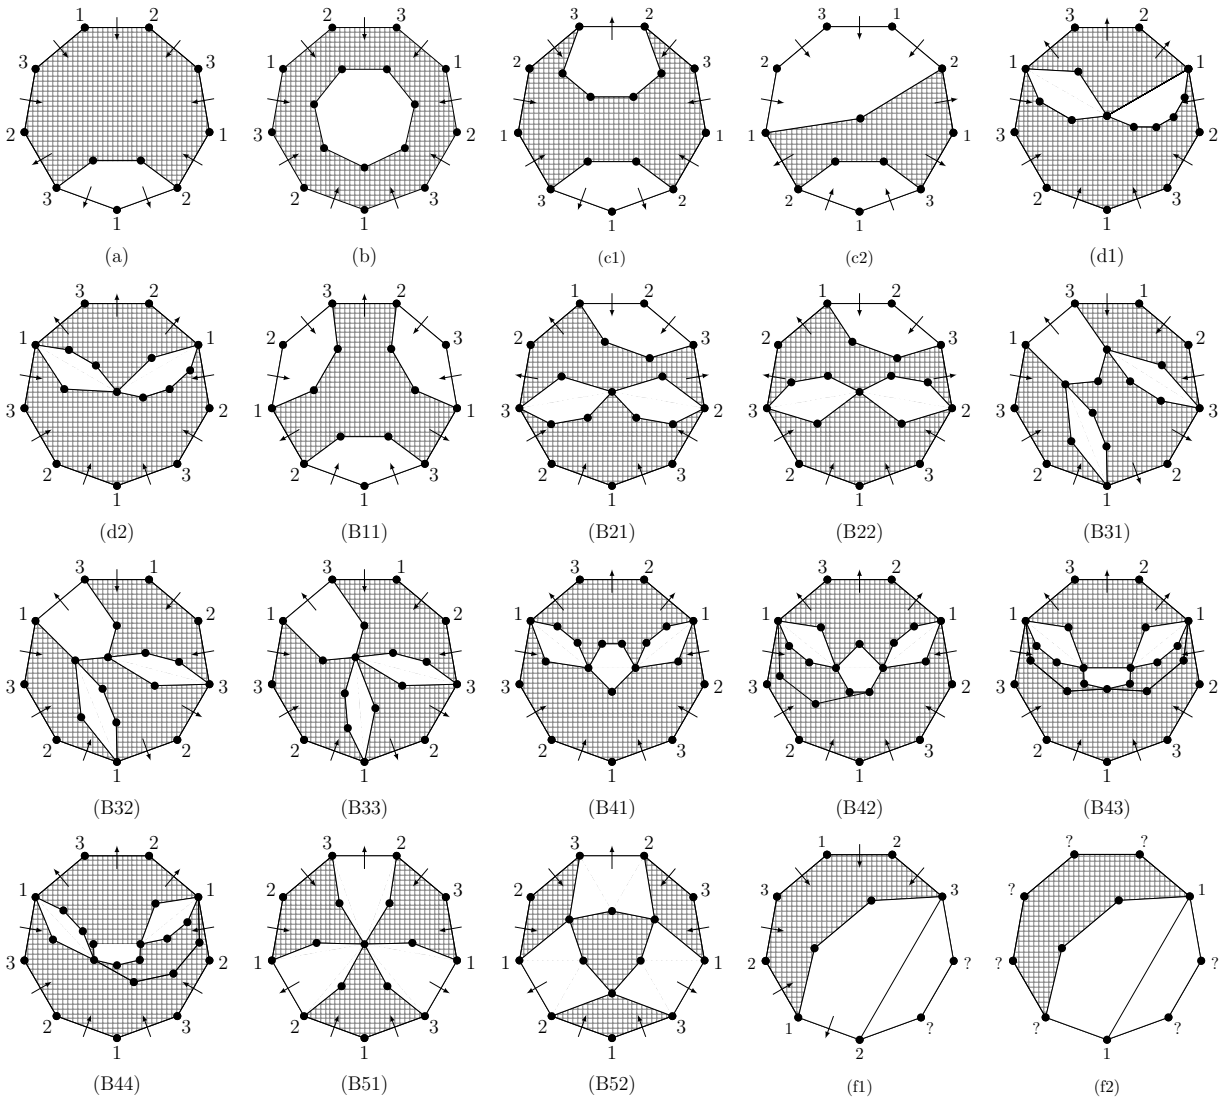 1 2 2 3 3 2 3 1 3 2
3 3 1 1 2 3 2 2 1 1
2 1 3 2 1 1 1 1 3 2
3 2 2 3 3 2 2 3 2 3
1 1 1 1 1
(a) (b) (c1) (c2) (d1)
3 2 3 2 1 2 1 2 3 1
1 1 2 3 2 3 2 3 1 2
3 2 1 1 3 2 3 2 2 3
2 3 2 3 2 3 2 3 3 2
1 1 1 1 1
(d2) (B11) (B21) (B22) (B31)
3 1 3 1 3 2 3 2 3 2
1 2 1 2 1 1 1 1 1 1
3 3 3 3 3 2 3 2 3 2
2 2 2 2 2 3 2 3 2 3
1 1 1 1 1
(B32) (B33) (B41) (B42) (B43)
3 2 3 2 3 2 1 2 ? ?
1 1 2 3 2 3 3 3 ? 1
3 2 1 1 1 1 2 ? ? ?
2 3 2 3 2 3 1 ? ? ?
1 1 1 2 1
(B44) (B51) (B52) (f1) (f2)